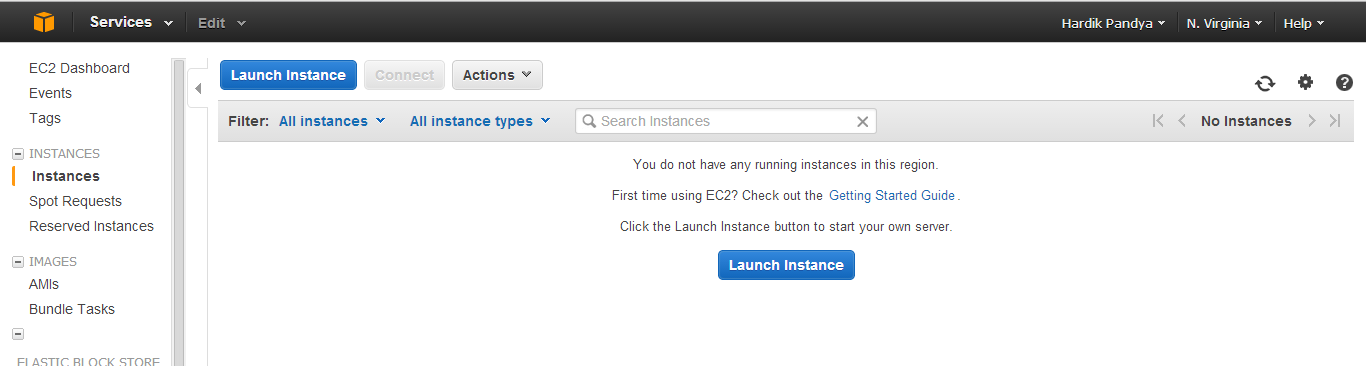 Services Edit Hardik Pandya N. Virginia Help
EC2 Dashboard
Events
Tags
INSTANCES
Instances
Spot Requests
Reserved Instances
IMAGES
AMIs
Bundle Tasks
ELASTIC BLOCK STORE
Launch Instance Connect Actions
Filter: All instances All instance types Search Instances No Instances
You do not have any running instances in this region.
First time using EC2? Check out the Getting Started Guide.
Click the Launch Instance button to start your own server.
Launch Instance